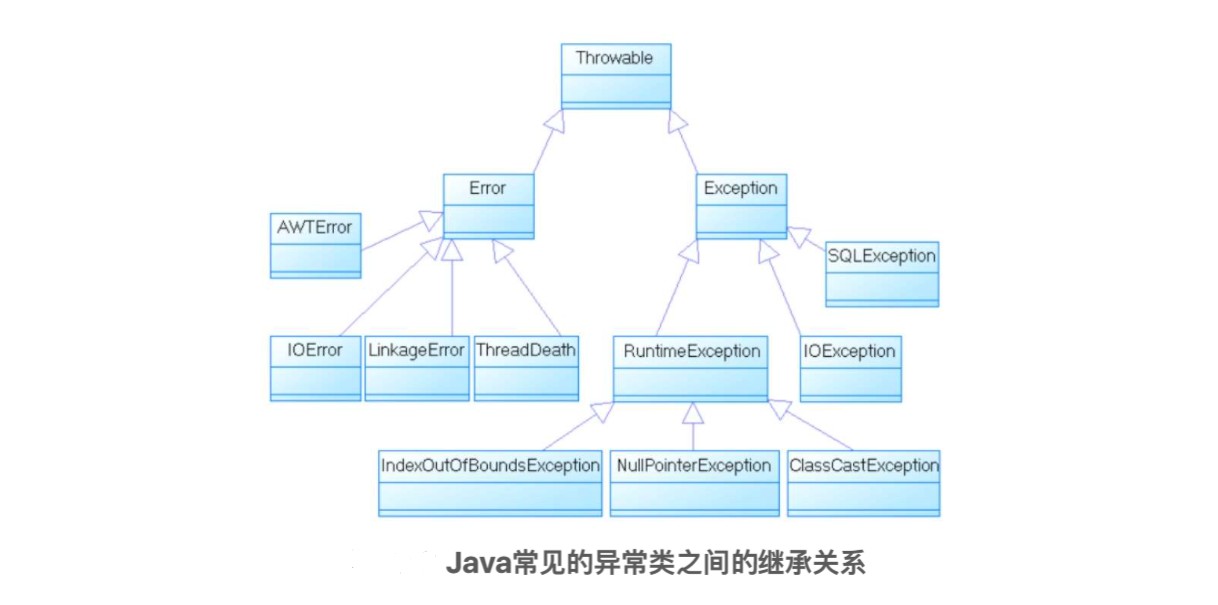 Throwable
Error
Exception
AWTError
SQLException
IOError
LinkageError
ThreadDeath
RuntimeException
IOException
IndexOutOfBoundsException
NullPointerException
ClassCastException
Java常见的异常类之间的继承关系